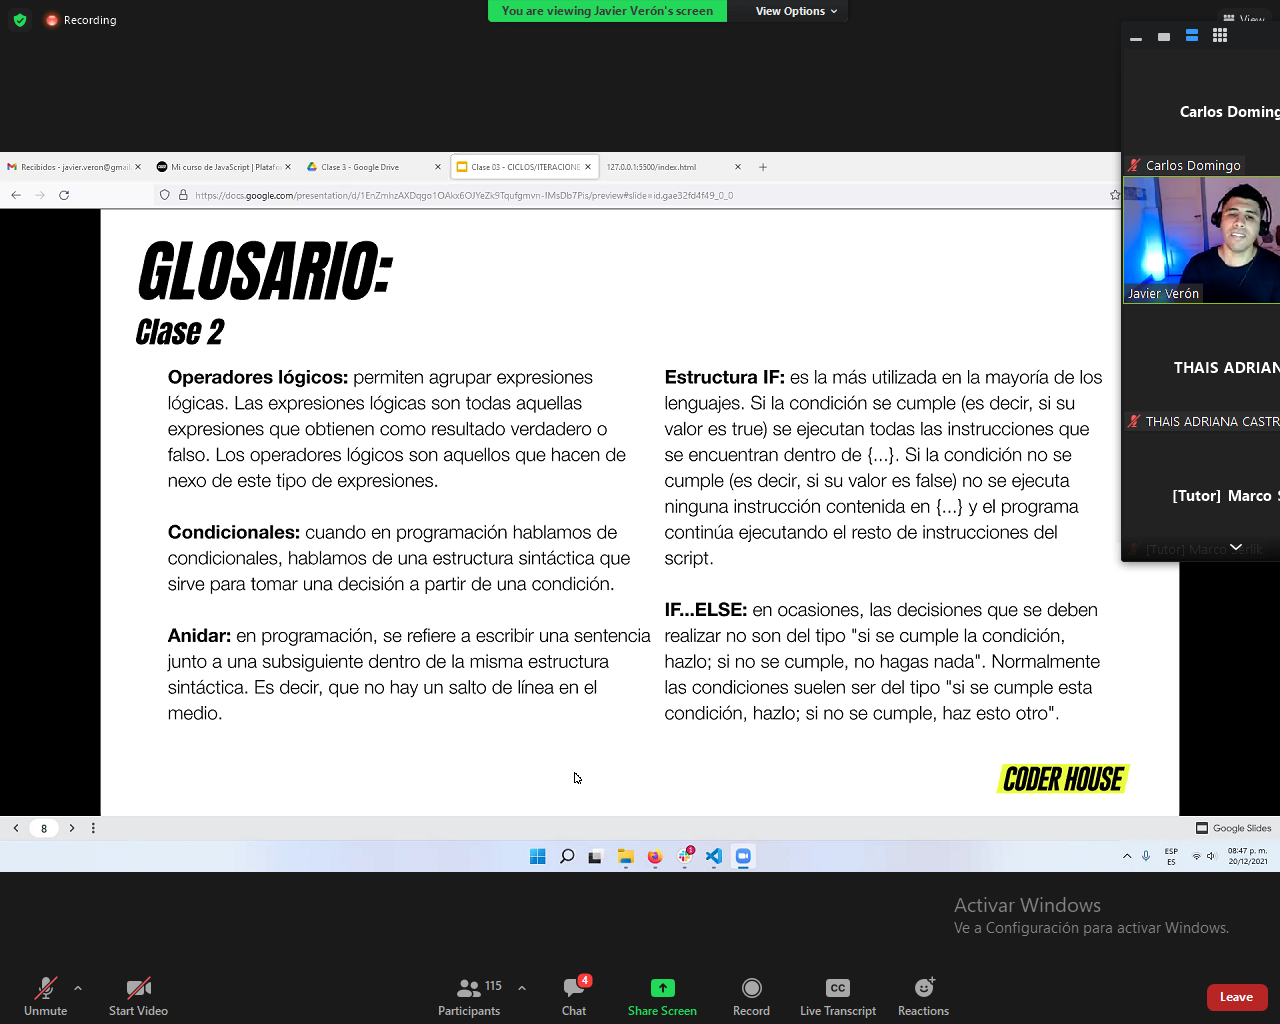 Recording
You are viewing Javier Verón's screen
View Options
View
Carlos Doming
Carlos Domingo
Javier Verón
THAIS ADRIAN
THAIS ADRIANA CASTR
[Tutor] Marco S
[Tutor] Marco Serlik
Recibidos - javier.veron@gmail
Mi curso de JavaScript | Platafor
Clase 3 - Google Drive
Clase 03 - CICLOS/ITERACIONE
127.0.0.1:5500/index.html
GLOSARIO:
Clase 2
Operadores lógicos: permiten agrupar expresiones
lógicas. Las expresiones lógicas son todas aquellas
expresiones que obtienen como resultado verdadero o
falso. Los operadores lógicos son aquellos que hacen de
nexo de este tipo de expresiones.
Condicionales: cuando en programación hablamos de
condicionales, hablamos de una estructura sintáctica que
sirve para tomar una decisión a partir de una condición.
Anidar: en programación, se refiere a escribir una sentencia
junto a una subsiguiente dentro de la misma estructura
sintáctica. Es decir, que no hay un salto de línea en el
medio.
Estructura IF: es la más utilizada en la mayoría de los
lenguajes. Si la condición se cumple (es decir, si su
valor es true) se ejecutan todas las instrucciones que
se encuentran dentro de {...}. Si la condición no se
cumple (es decir, si su valor es false) no se ejecuta
ninguna instrucción contenida en {...} y el programa
continúa ejecutando el resto de instrucciones del
script.
IF...ELSE: en ocasiones, las decisiones que se deben
realizar no son del tipo "si se cumple la condición,
hazlo; si no se cumple, no hagas nada". Normalmente
las condiciones suelen ser del tipo "si se cumple esta
condición, hazlo; si no se cumple, haz esto otro".
CODER HOUSE
8
Google Slides
ESP
ES
08:47 p. m.
20/12/2021
Activar Windows
Ve a Configuración para activar Windows.
Unmute
Start Video
115
Participants
4
Chat
Share Screen
Record
CC
Live Transcript
Reactions
Leave